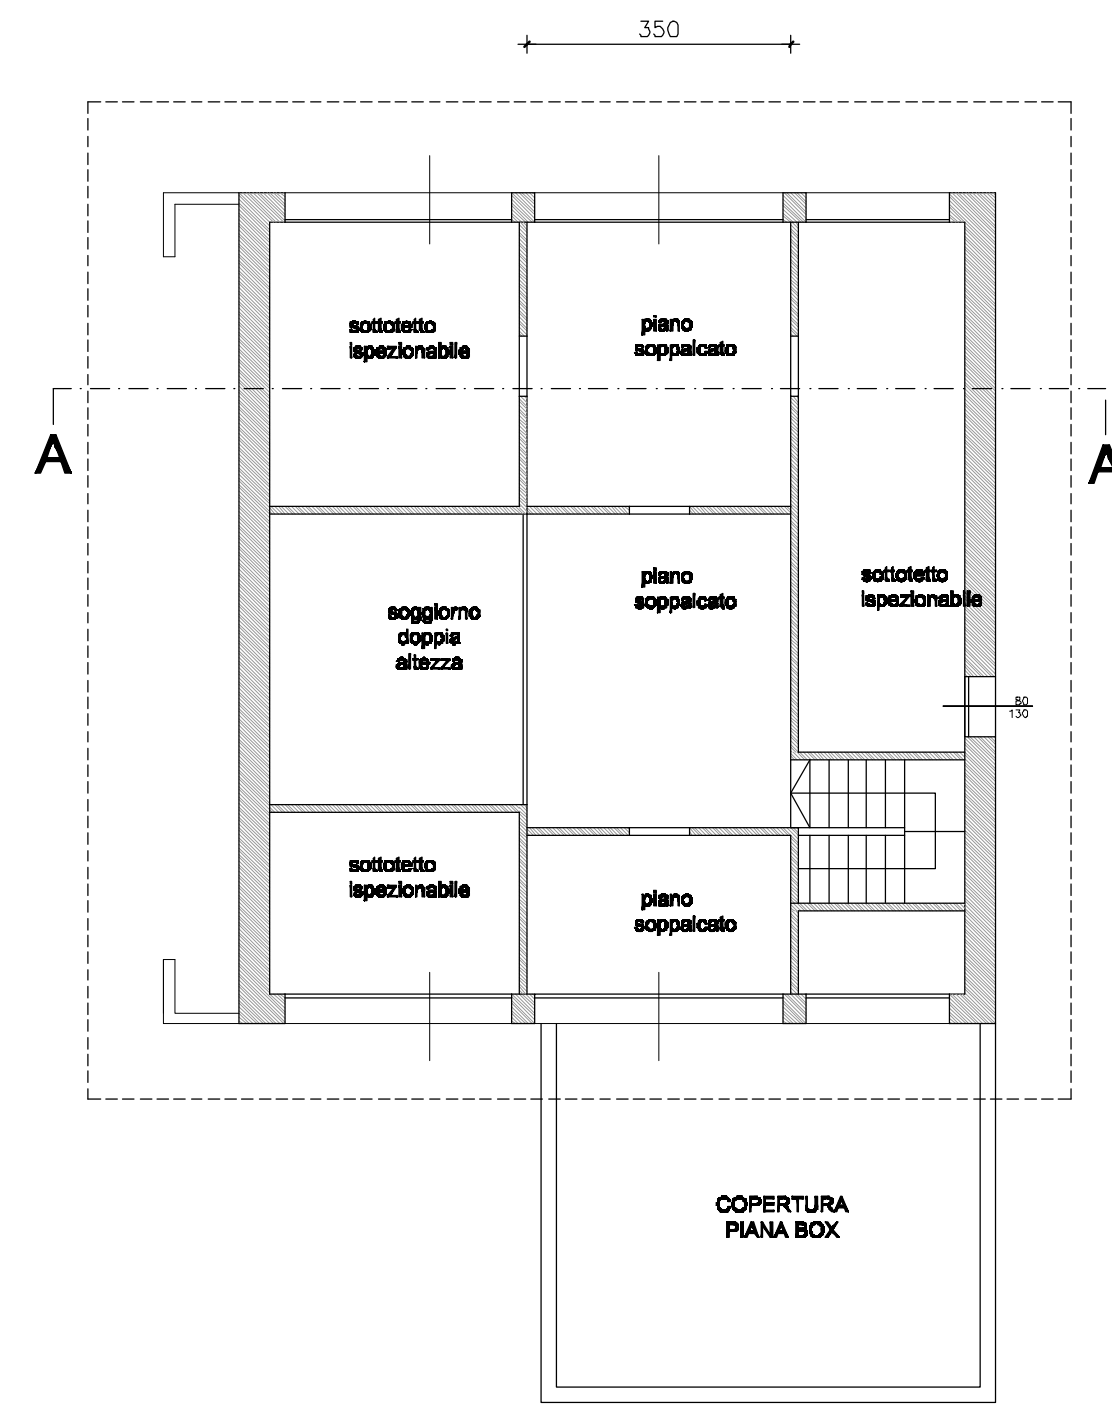 350
sottotetto
ispezionabile
piano
soppalcato
A
A
soggiorno
doppia
altezza
piano
soppalcato
sottotetto
ispezionabile
80
130
sottotetto
ispezionabile
piano
soppalcato
COPERTURA
PIANA BOX